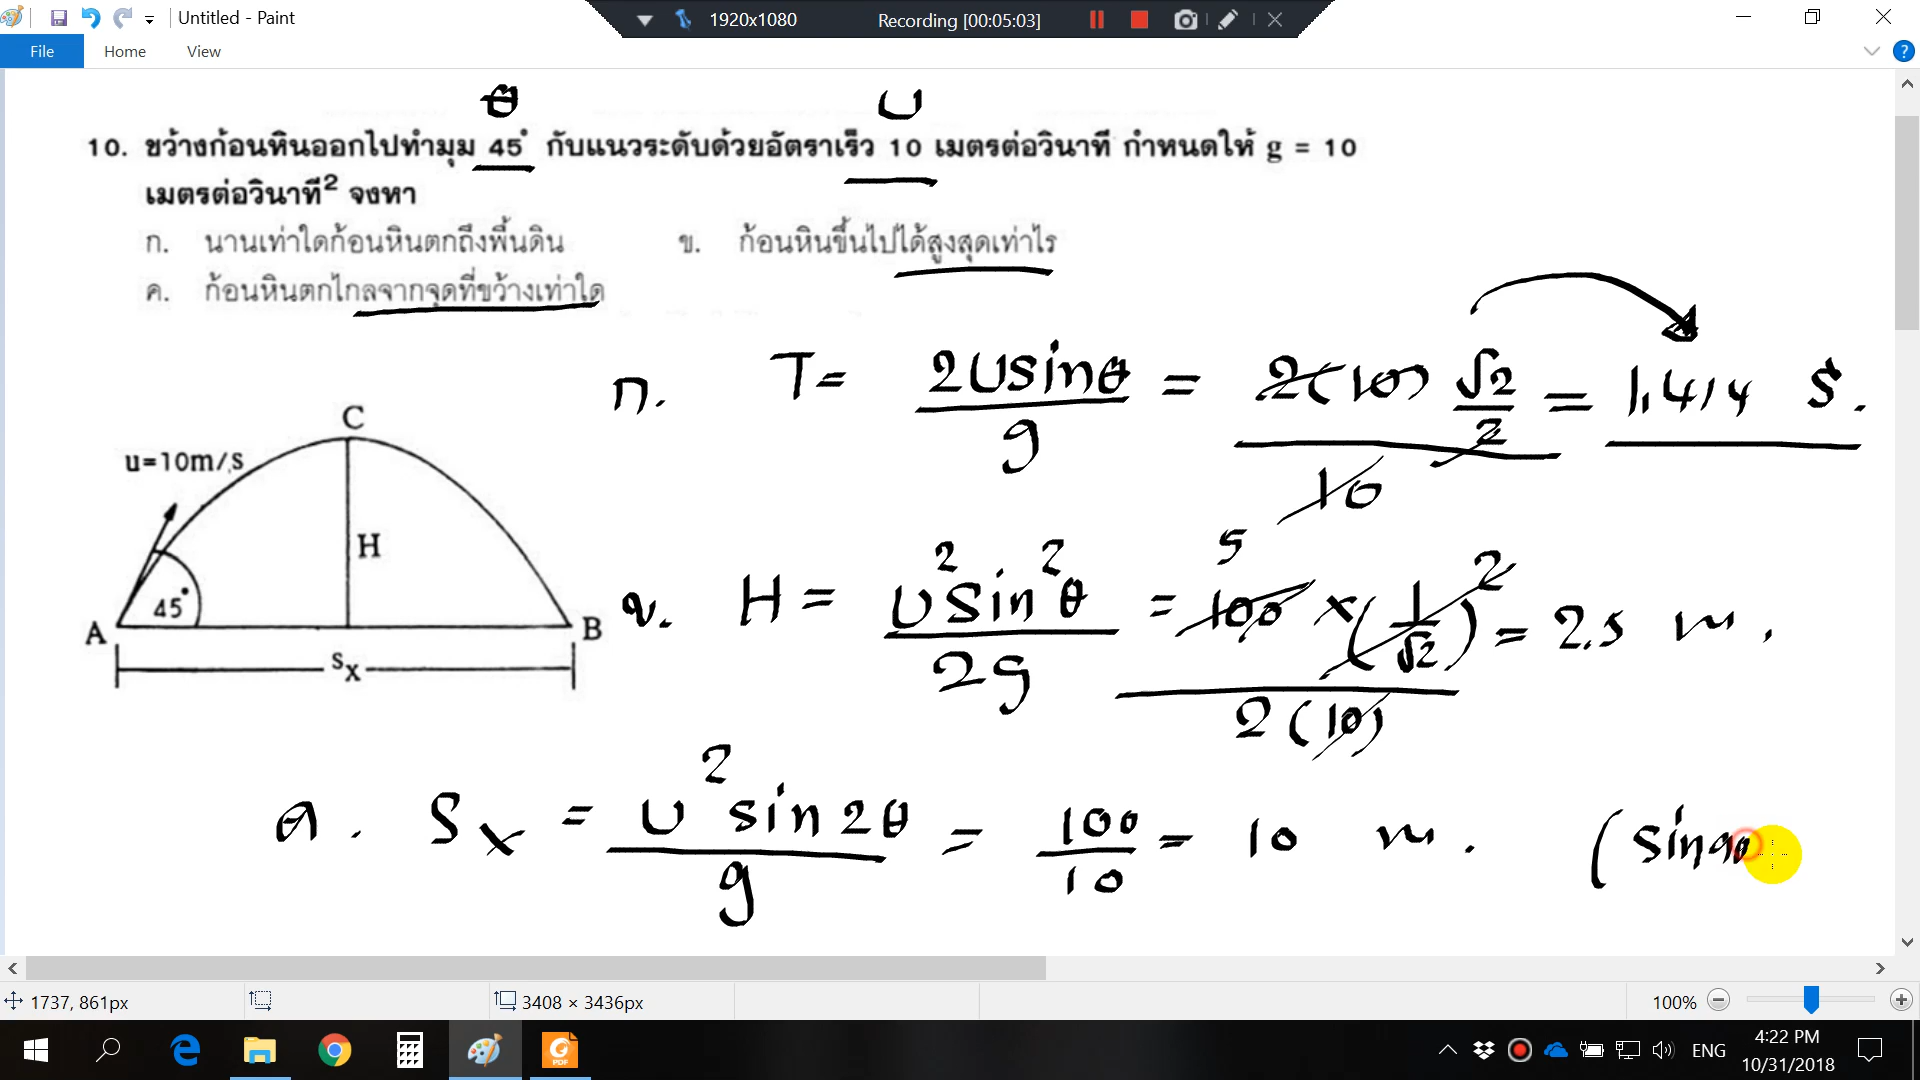 Untitled - Paint
1920x1080 Recording [00:05:03]
File Home View
θ U
10. ขว้างก้อนหินออกไปทำมุม 45° กับแนวระดับด้วยอัตราเร็ว 10 เมตรต่อวินาที กำหนดให้ g = 10
เมตรต่อวินาที² จงหา
ก. นานเท่าใดก้อนหินตกถึงพื้นดิน ข. ก้อนหินขึ้นไปได้สูงสุดเท่าไร
ค. ก้อนหินตกไกลจากจุดที่ขว้างเท่าใด
ก. T = 2Usinθ/g = 2(10) √2/2 / 10 = 1.414 s.
C
u=10m/s
H
45°
A B
sx
ข. H = U²sin²θ/2g = 100 5 × (1/√2)² / 2(10) = 2.5 m.
ค. Sx = U² sin2θ/g = 100/10 = 10 m. (sin90
1737, 861px 3408 × 3436px 100%
PDF
ENG
4:22 PM
10/31/2018